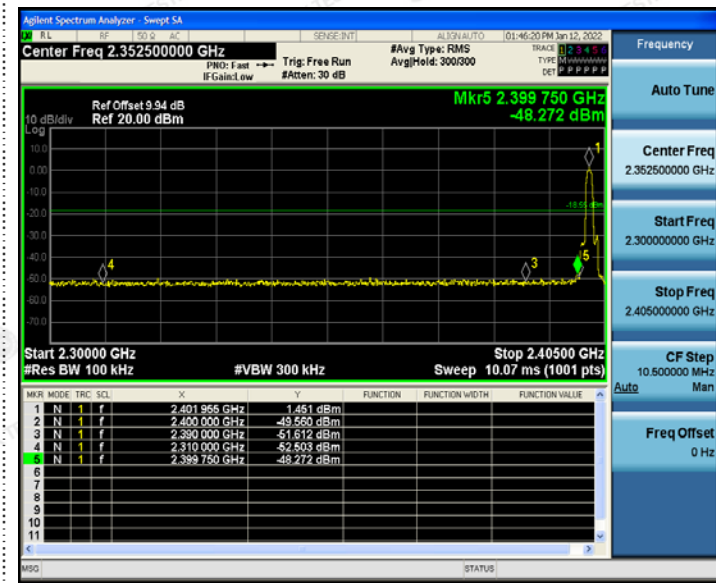 Agilent Spectrum Analyzer - Swept SA
RL RF 50 Ω AC SENSE:INT ALIGN AUTO 01:46:20 PM Jan 12, 2022
Center Freq 2.352500000 GHz
PNO: Fast Trig: Free Run #Avg Type: RMS TRACE 1 2 3 4 5 6
IFGain:Low #Atten: 30 dB Avg|Hold: 300/300 TYPE M
DET P P P P P P
Mkr5 2.399 750 GHz
-48.272 dBm
Ref Offset 9.94 dB
10 dB/div Ref 20.00 dBm
Log
10.0
0.00
-10.0
-20.0
-30.0
-40.0
-50.0
-60.0
-70.0
1
-18.55 dBm
4
3
5
Start 2.30000 GHz Stop 2.40500 GHz
#Res BW 100 kHz #VBW 300 kHz Sweep 10.07 ms (1001 pts)
MKR MODE TRC SCL X Y FUNCTION FUNCTION WIDTH FUNCTION VALUE
1 N 1 f 2.401 955 GHz 1.451 dBm
2 N 1 f 2.400 000 GHz -49.560 dBm
3 N 1 f 2.390 000 GHz -51.612 dBm
4 N 1 f 2.310 000 GHz -52.503 dBm
5 N 1 f 2.399 750 GHz -48.272 dBm
6
7
8
9
10
11
MSG STATUS
Frequency
Auto Tune
Center Freq
2.352500000 GHz
Start Freq
2.300000000 GHz
Stop Freq
2.405000000 GHz
CF Step
10.500000 MHz
Auto Man
Freq Offset
0 Hz